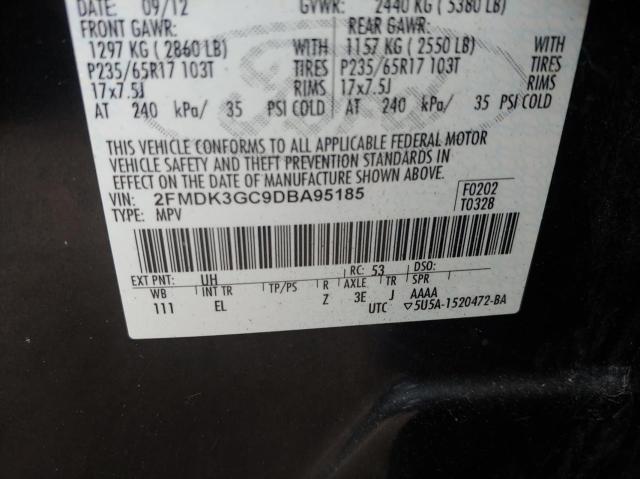 DATE: 09/12 GVWR: 2440 KG ( 5380 LB)
FRONT GAWR: REAR GAWR:
1297 KG ( 2860 LB) WITH 1157 KG ( 2550 LB) WITH
P235/65R17 103T TIRES P235/65R17 103T TIRES
17x7.5J RIMS 17x7.5J RIMS
AT 240 kPa/ 35 PSI COLD AT 240 kPa/ 35 PSI COLD
THIS VEHICLE CONFORMS TO ALL APPLICABLE FEDERAL MOTOR
VEHICLE SAFETY AND THEFT PREVENTION STANDARDS IN
EFFECT ON THE DATE OF MANUFACTURE SHOWN ABOVE.
VIN: 2FMDK3GC9DBA95185 F0202
TYPE: MPV T0328
EXT PNT: UH RC: 53 DSO:
WB INT TR TP/PS R AXLE TR SPR
111 EL Z 3E J AAAA
UTC ▽5U5A-1520472-BA